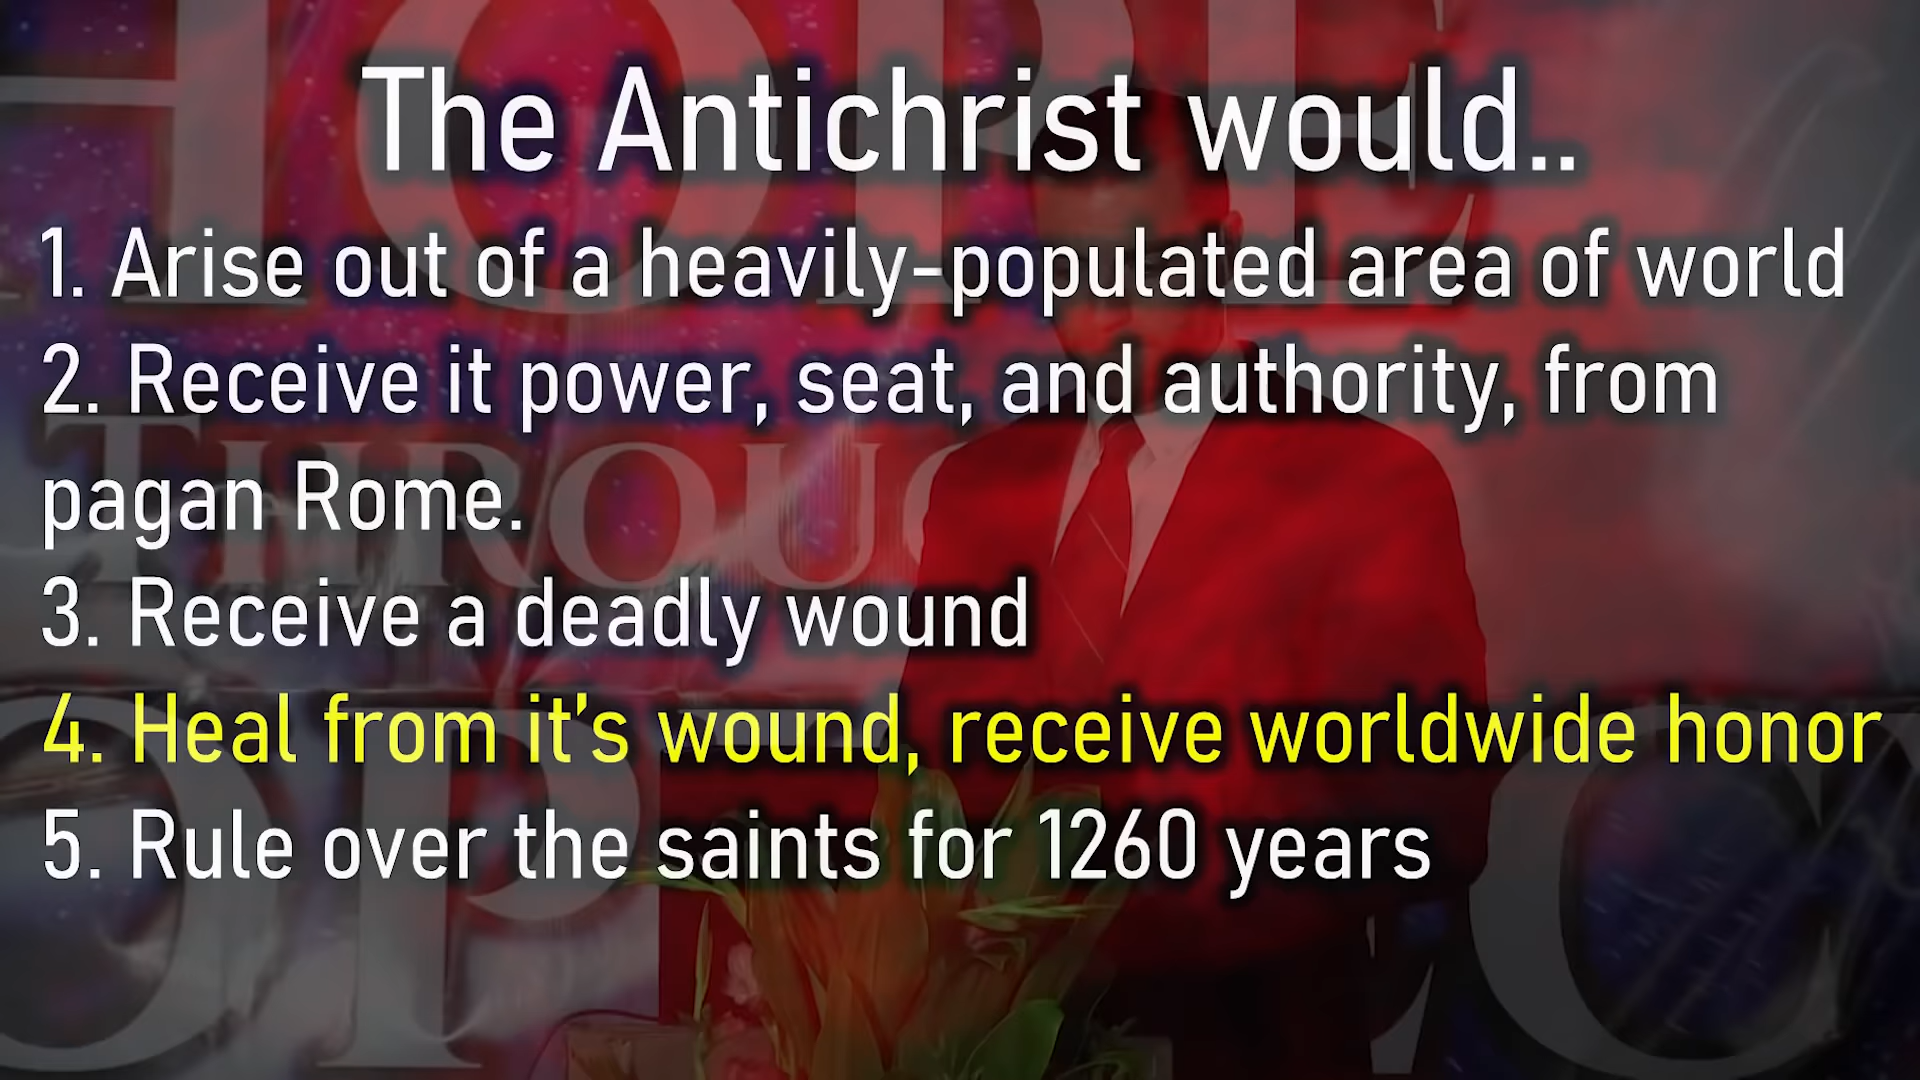 The Antichrist would..
1. Arise out of a heavily-populated area of world
2. Receive it power, seat, and authority, from
pagan Rome.
3. Receive a deadly wound
4. Heal from it's wound, receive worldwide honor
5. Rule over the saints for 1260 years
HOPE
THROUG